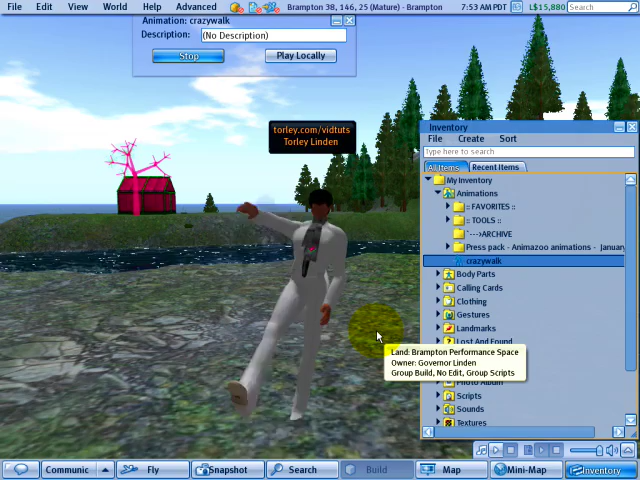 File Edit View World Help Advanced Brampton 38, 146, 25 (Mature) - Brampton 7:53 AM PDT L$15,880 Search
Animation: crazywalk
Description: (No Description)
Stop Play Locally
torley.com/vidtuts
Torley Linden
Inventory
File Create Sort
Type here to search
All Items Recent Items
My Inventory
Animations
:: FAVORITES ::
:: TOOLS ::
Press pack - Animazoo animations - January
crazywalk
Body Parts
Calling Cards
Clothing
Gestures
Landmarks
Lost And Found
Land: Brampton Performance Space
Owner: Governor Linden
Group Build, No Edit, Group Scripts
Photo Album
Scripts
Sounds
Textures
Communic Fly Snapshot Search Build Map Mini-Map Inventory